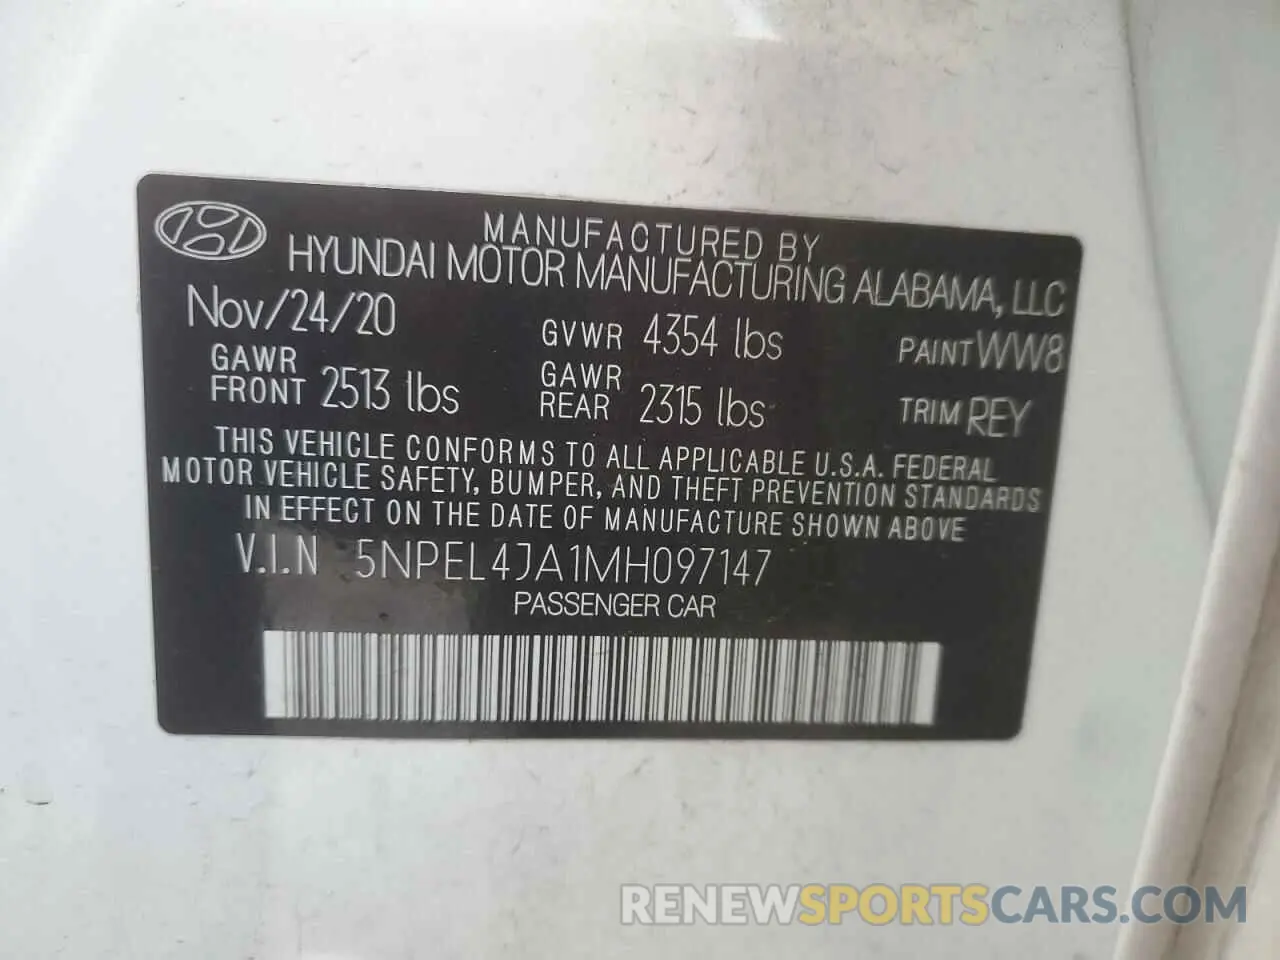 MANUFACTURED BY
HYUNDAI MOTOR MANUFACTURING ALABAMA, LLC
Nov/24/20 GVWR 4354 lbs PAINT WW8
GAWR FRONT 2513 lbs GAWR REAR 2315 lbs TRIM REY
THIS VEHICLE CONFORMS TO ALL APPLICABLE U.S.A. FEDERAL
MOTOR VEHICLE SAFETY, BUMPER, AND THEFT PREVENTION STANDARDS
IN EFFECT ON THE DATE OF MANUFACTURE SHOWN ABOVE
V.I.N 5NPEL4JA1MH097147
PASSENGER CAR
RENEWSPORTSCARS.COM